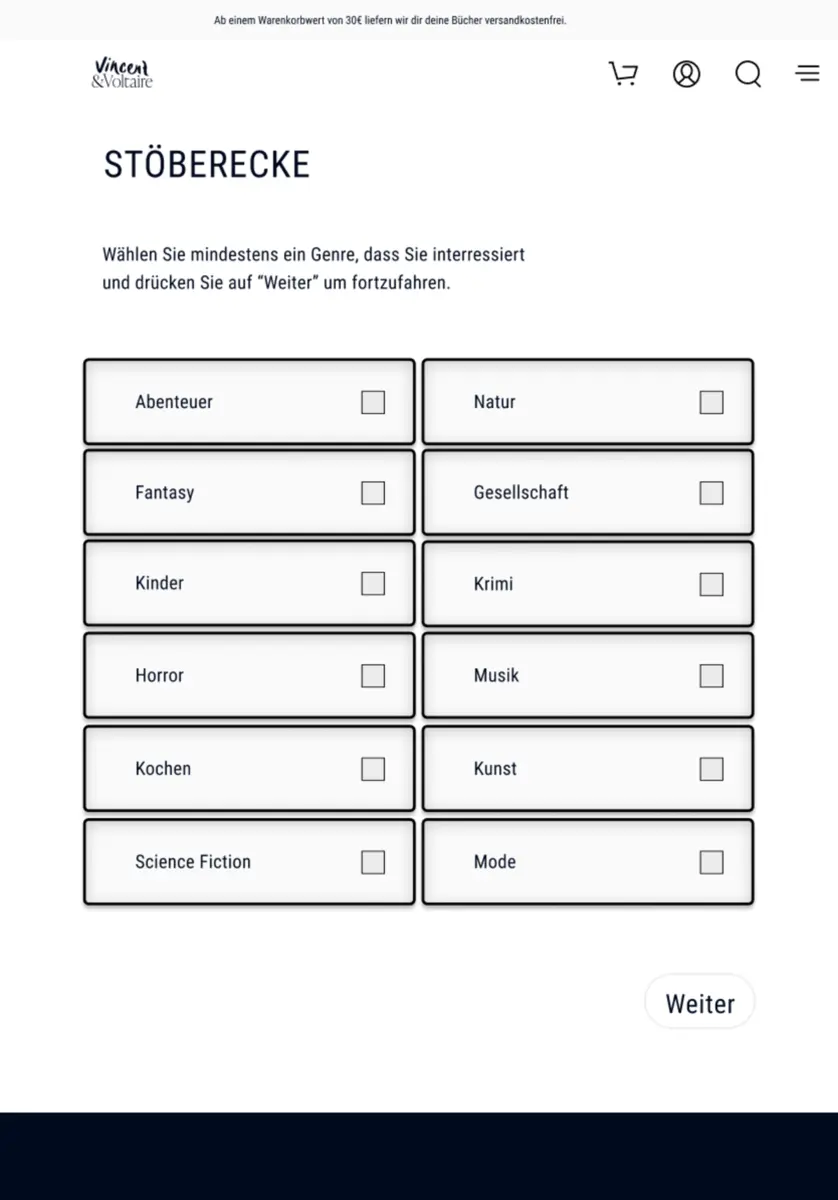 Ab einem Warenkorbwert von 30€ liefern wir dir deine Bücher versandkostenfrei.
Vincent
&Voltaire
STÖBERECKE
Wählen Sie mindestens ein Genre, dass Sie interressiert
und drücken Sie auf “Weiter” um fortzufahren.
Abenteuer
Natur
Fantasy
Gesellschaft
Kinder
Krimi
Horror
Musik
Kochen
Kunst
Science Fiction
Mode
Weiter